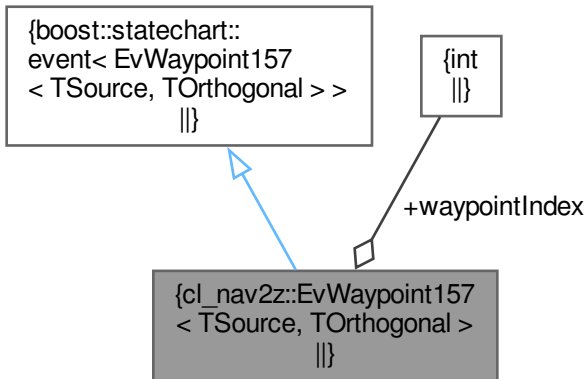 {boost::statechart::
event< EvWaypoint157
< TSource, TOrthogonal > >
||}
{int
||}
+waypointIndex
{cl_nav2z::EvWaypoint157
< TSource, TOrthogonal >
||}